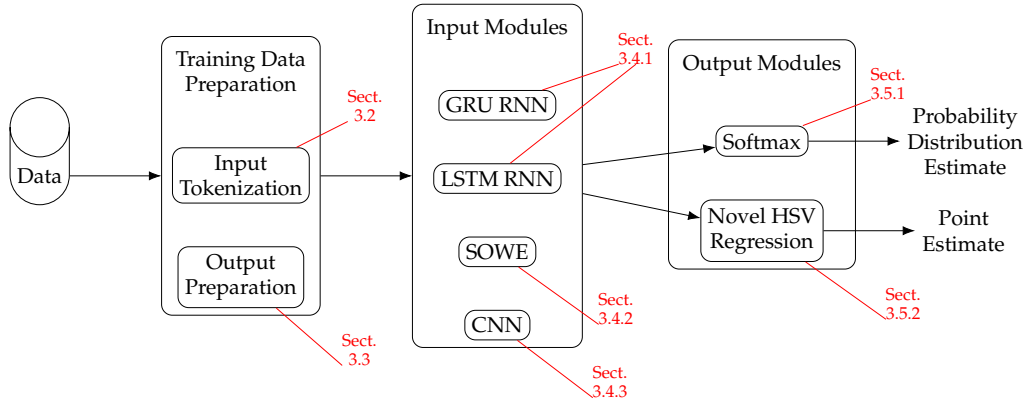 Data
Training Data
Preparation
Sect.
3.2
Input
Tokenization
Output
Preparation
Sect.
3.3
Input Modules
Sect.
3.4.1
GRU RNN
LSTM RNN
SOWE
Sect.
3.4.2
CNN
Sect.
3.4.3
Output Modules
Sect.
3.5.1
Softmax
Novel HSV
Regression
Sect.
3.5.2
Probability
Distribution
Estimate
Point
Estimate